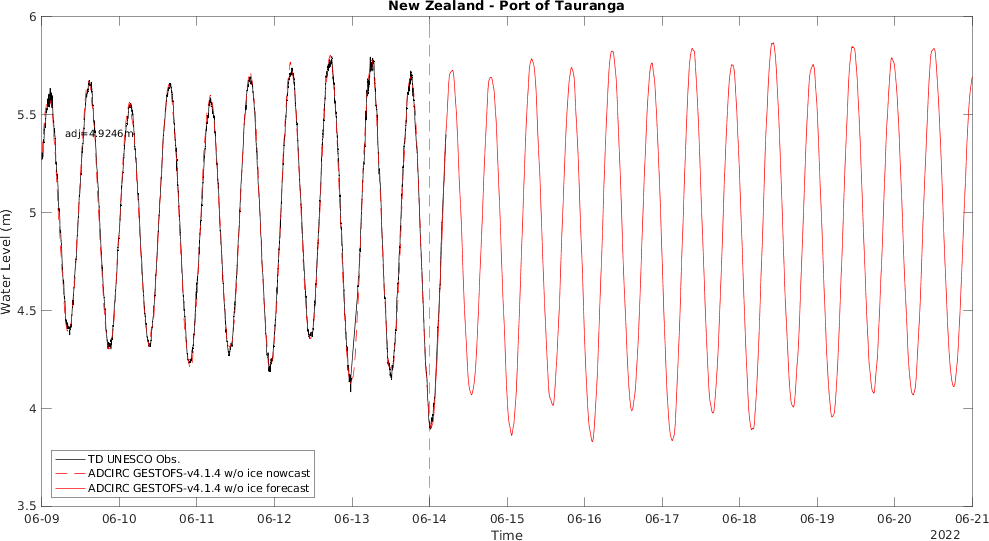 New Zealand - Port of Tauranga
6
5.5
5
4.5
4
3.5
Water Level (m)
adj=4.9246m
TD UNESCO Obs.
ADCIRC GESTOFS-v4.1.4 w/o ice nowcast
ADCIRC GESTOFS-v4.1.4 w/o ice forecast
06-09 06-10 06-11 06-12 06-13 06-14 06-15 06-16 06-17 06-18 06-19 06-20 06-21
Time
2022